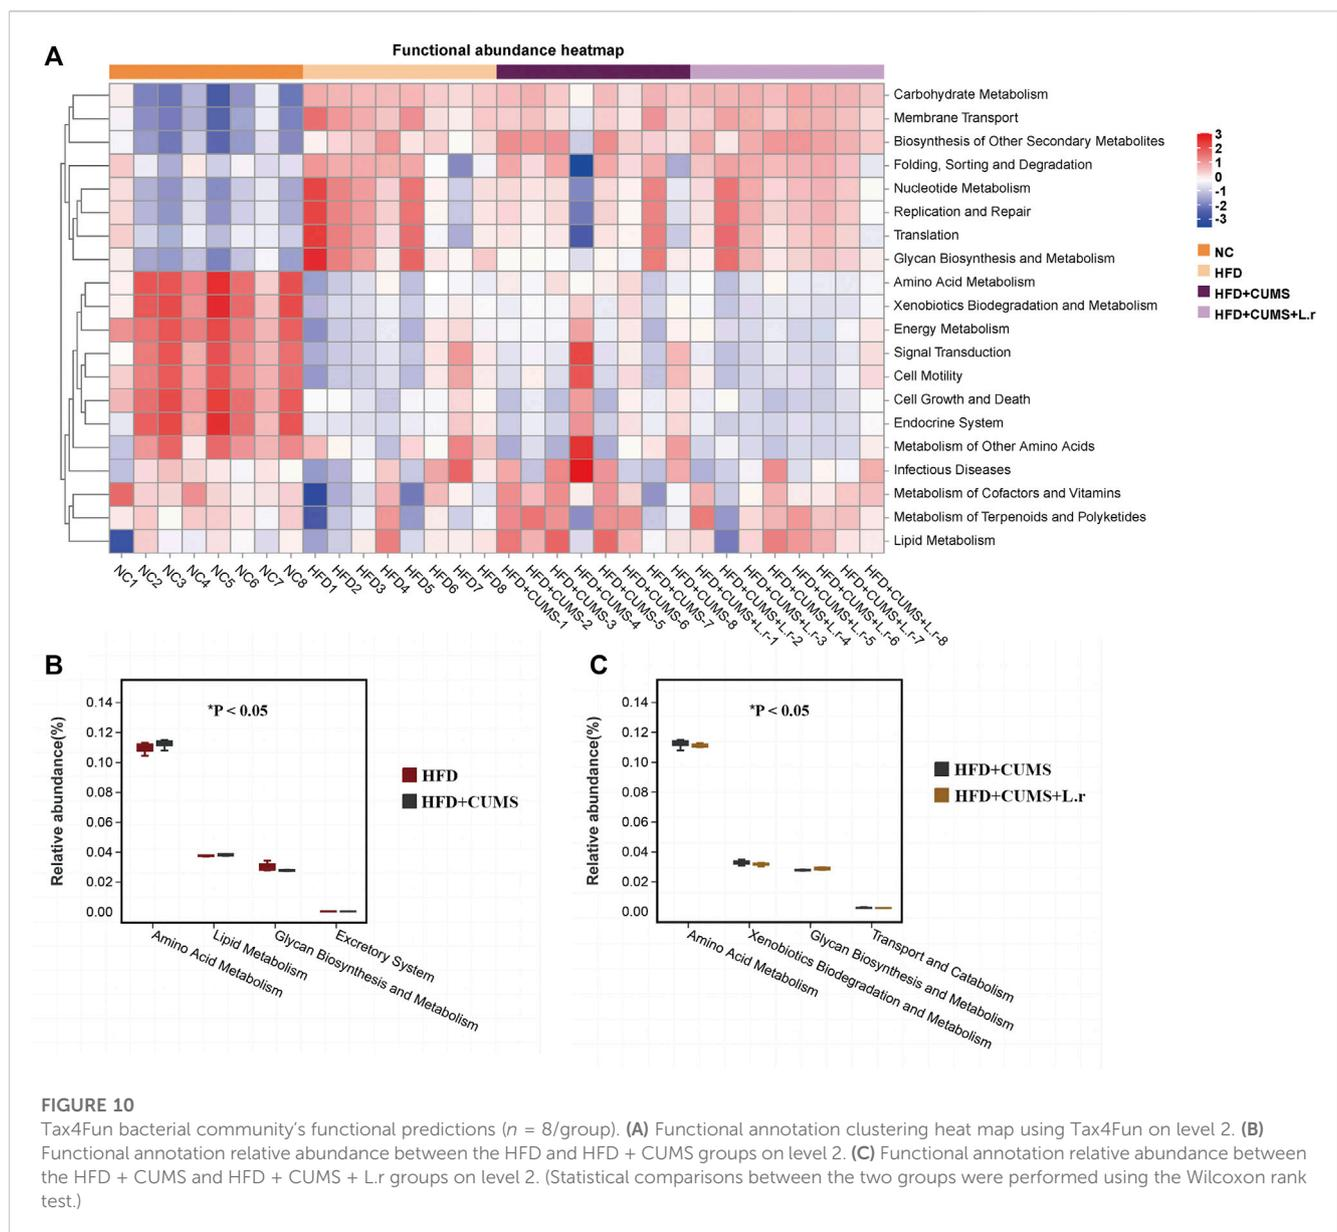 A
Functional abundance heatmap
Carbohydrate Metabolism
Membrane Transport
Biosynthesis of Other Secondary Metabolites
Folding, Sorting and Degradation
Nucleotide Metabolism
Replication and Repair
Translation
Glycan Biosynthesis and Metabolism
Amino Acid Metabolism
Xenobiotics Biodegradation and Metabolism
Energy Metabolism
Signal Transduction
Cell Motility
Cell Growth and Death
Endocrine System
Metabolism of Other Amino Acids
Infectious Diseases
Metabolism of Cofactors and Vitamins
Metabolism of Terpenoids and Polyketides
Lipid Metabolism
3
2
1
0
-1
-2
-3
NC
HFD
HFD+CUMS
HFD+CUMS+L.r
NC1
NC2
NC3
NC4
NC5
NC6
NC7
NC8
HFD1
HFD2
HFD3
HFD4
HFD5
HFD6
HFD7
HFD8
HFD+CUMS-1
HFD+CUMS-2
HFD+CUMS-3
HFD+CUMS-4
HFD+CUMS-5
HFD+CUMS-6
HFD+CUMS-7
HFD+CUMS-8
HFD+CUMS+L.r-1
HFD+CUMS+L.r-2
HFD+CUMS+L.r-3
HFD+CUMS+L.r-4
HFD+CUMS+L.r-5
HFD+CUMS+L.r-6
HFD+CUMS+L.r-7
HFD+CUMS+L.r-8
B
Relative abundance(%)
0.14
0.12
0.10
0.08
0.06
0.04
0.02
0.00
*P < 0.05
HFD
HFD+CUMS
Amino Acid Metabolism
Lipid Metabolism
Glycan Biosynthesis and Metabolism
Excretory System
C
Relative abundance(%)
0.14
0.12
0.10
0.08
0.06
0.04
0.02
0.00
*P < 0.05
HFD+CUMS
HFD+CUMS+L.r
Amino Acid Metabolism
Xenobiotics Biodegradation and Metabolism
Glycan Biosynthesis and Metabolism
Transport and Catabolism
FIGURE 10
Tax4Fun bacterial community's functional predictions (n = 8/group). (A) Functional annotation clustering heat map using Tax4Fun on level 2. (B)
Functional annotation relative abundance between the HFD and HFD + CUMS groups on level 2. (C) Functional annotation relative abundance between
the HFD + CUMS and HFD + CUMS + L.r groups on level 2. (Statistical comparisons between the two groups were performed using the Wilcoxon rank
test.)